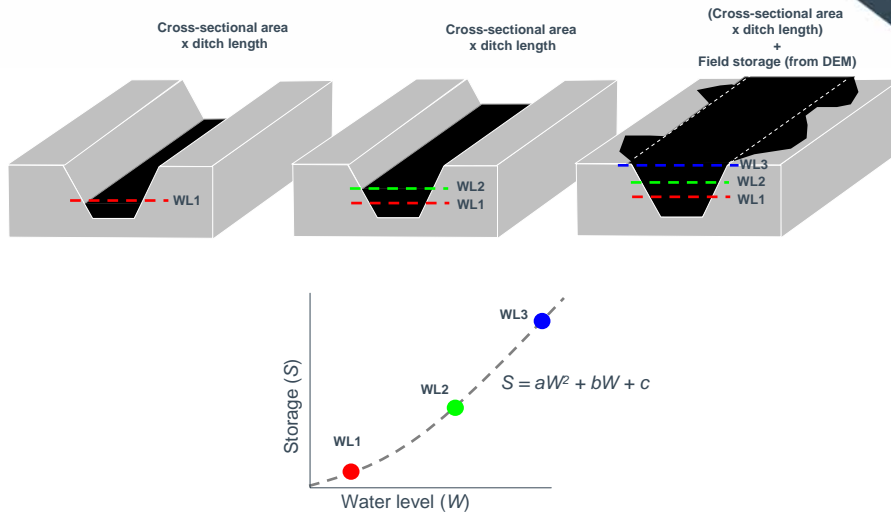 Cross-sectional area
x ditch length
Cross-sectional area
x ditch length
(Cross-sectional area
x ditch length)
+
Field storage (from DEM)
WL1
WL2
WL1
WL3
WL2
WL1
WL3
S = aW² + bW + c
WL2
WL1
Storage (S)
Water level (W)